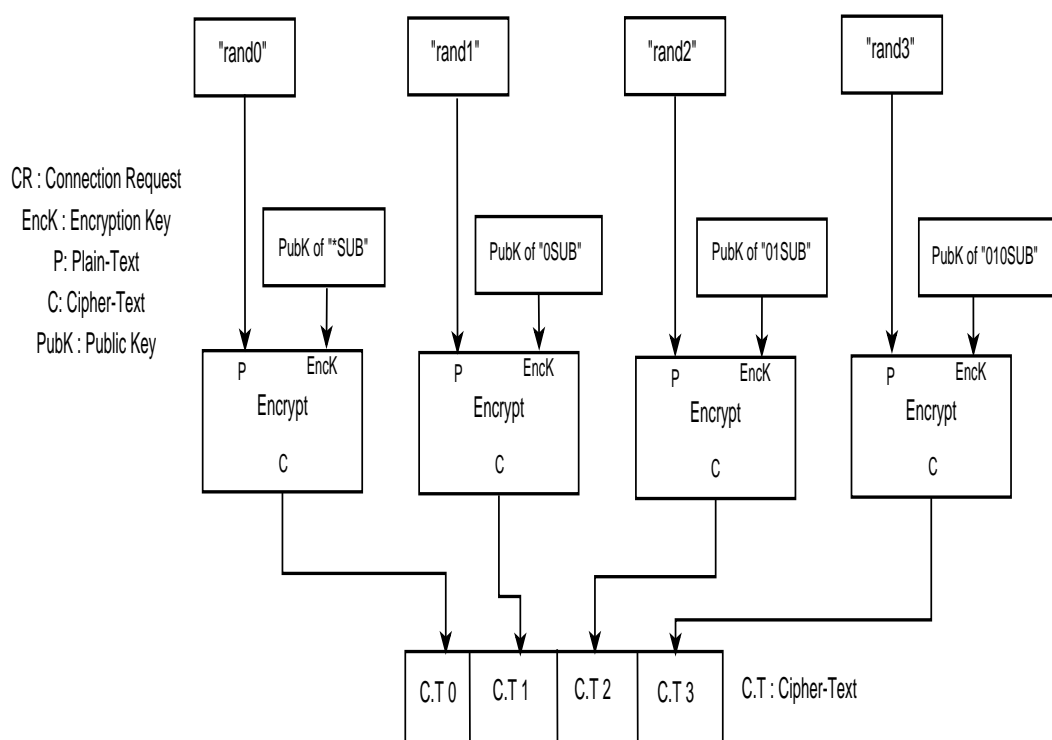 "rand0"
"rand1"
"rand2"
"rand3"
CR : Connection Request
EncK : Encryption Key
P: Plain-Text
C: Cipher-Text
PubK : Public Key
PubK of "*SUB"
PubK of "0SUB"
PubK of "01SUB"
PubK of "010SUB"
P
EncK
Encrypt
C
P
EncK
Encrypt
C
P
EncK
Encrypt
C
P
EncK
Encrypt
C
C.T 0
C.T 1
C.T 2
C.T 3
C.T : Cipher-Text